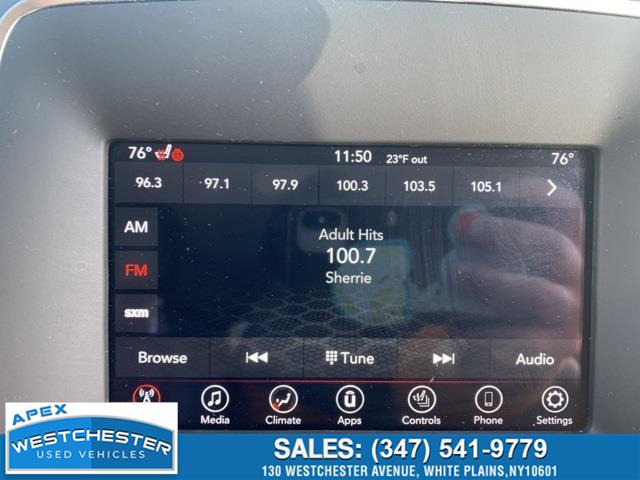 76° 11:50 23°F out 76°
96.3 97.1 97.9 100.3 103.5 105.1
AM
FM
sxm
Adult Hits
100.7
Sherrie
Browse Tune Audio
Media Climate Apps Controls Phone Settings
APEX
WESTCHESTER
USED VEHICLES
SALES: (347) 541-9779
130 WESTCHESTER AVENUE, WHITE PLAINS,NY10601